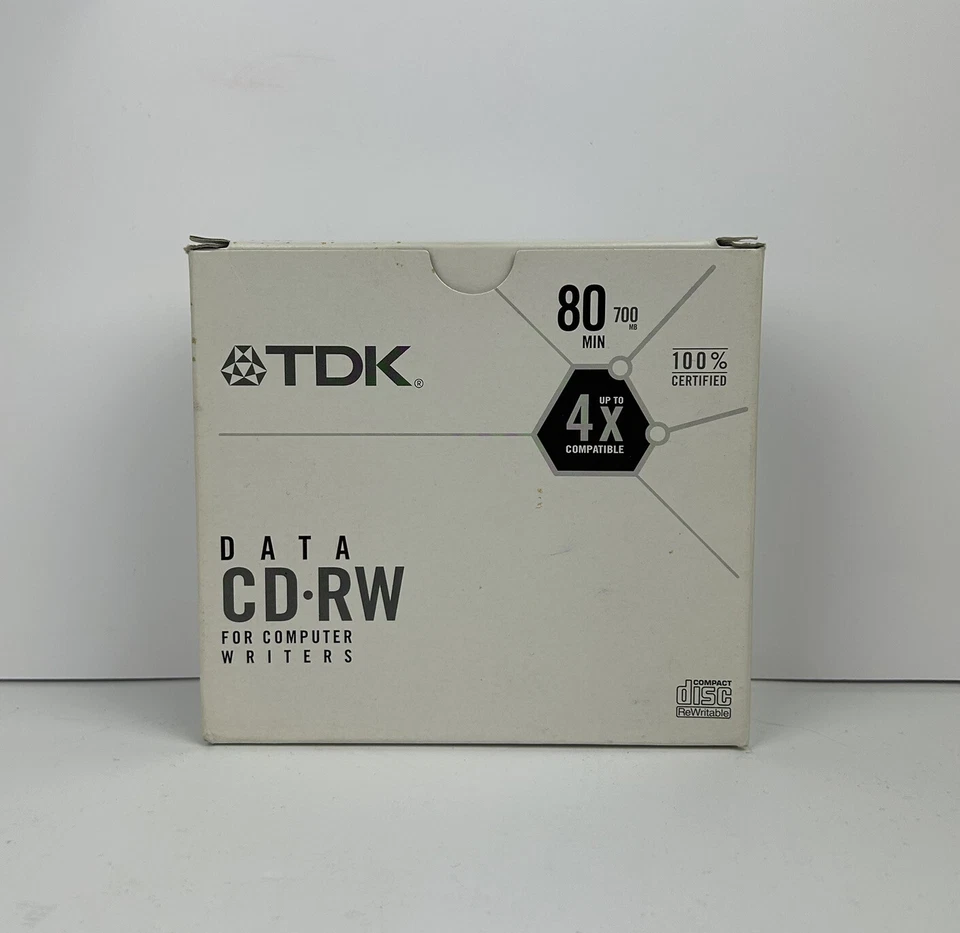 80 700
MB
MIN
TDK®
100%
CERTIFIED
UP TO
4X
COMPATIBLE
DATA
CD·RW
FOR COMPUTER
WRITERS
COMPACT
disc
ReWritable